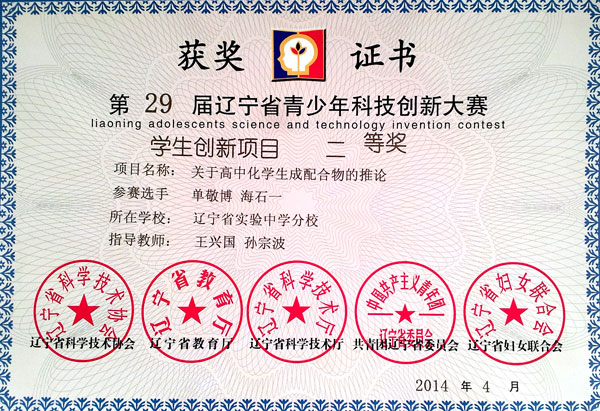 获奖 证书
第 29 届辽宁省青少年科技创新大赛
liaoning adolescents science and technology invention contest
学生创新项目 二 等奖
项目名称： 关于高中化学生成配合物的推论
参赛选手 单敬博 海石一
所在学校： 辽宁省实验中学分校
指导教师： 王兴国 孙宗波
辽宁省科学技术协会 辽宁省教育厅 辽宁省科学技术厅 中国共产主义青年团 辽宁省委员会 辽宁省妇女联合会
辽宁省科学技术协会 辽宁省教育厅 辽宁省科学技术厅 共青团辽宁省委员会 辽宁省妇女联合会
2014 年 4 月